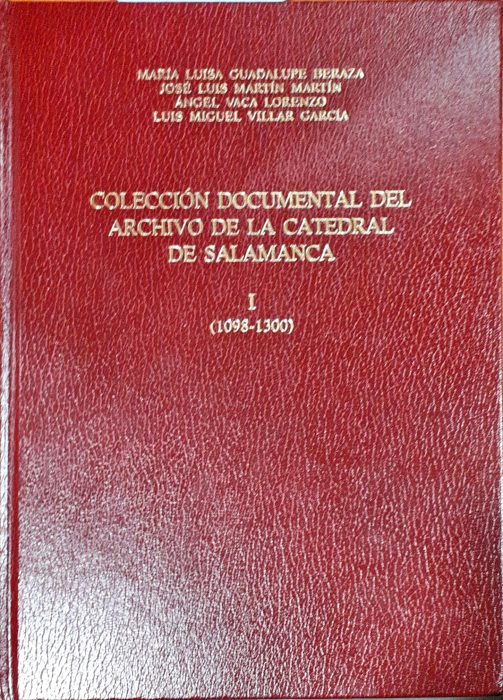 MARÍA LUISA GUADALUPE BERAZA
JOSÉ LUIS MARTÍN MARTÍN
ÁNGEL VACA LORENZO
LUIS MIGUEL VILLAR GARCÍA
COLECCIÓN DOCUMENTAL DEL
ARCHIVO DE LA CATEDRAL
DE SALAMANCA
I
(1098-1300)